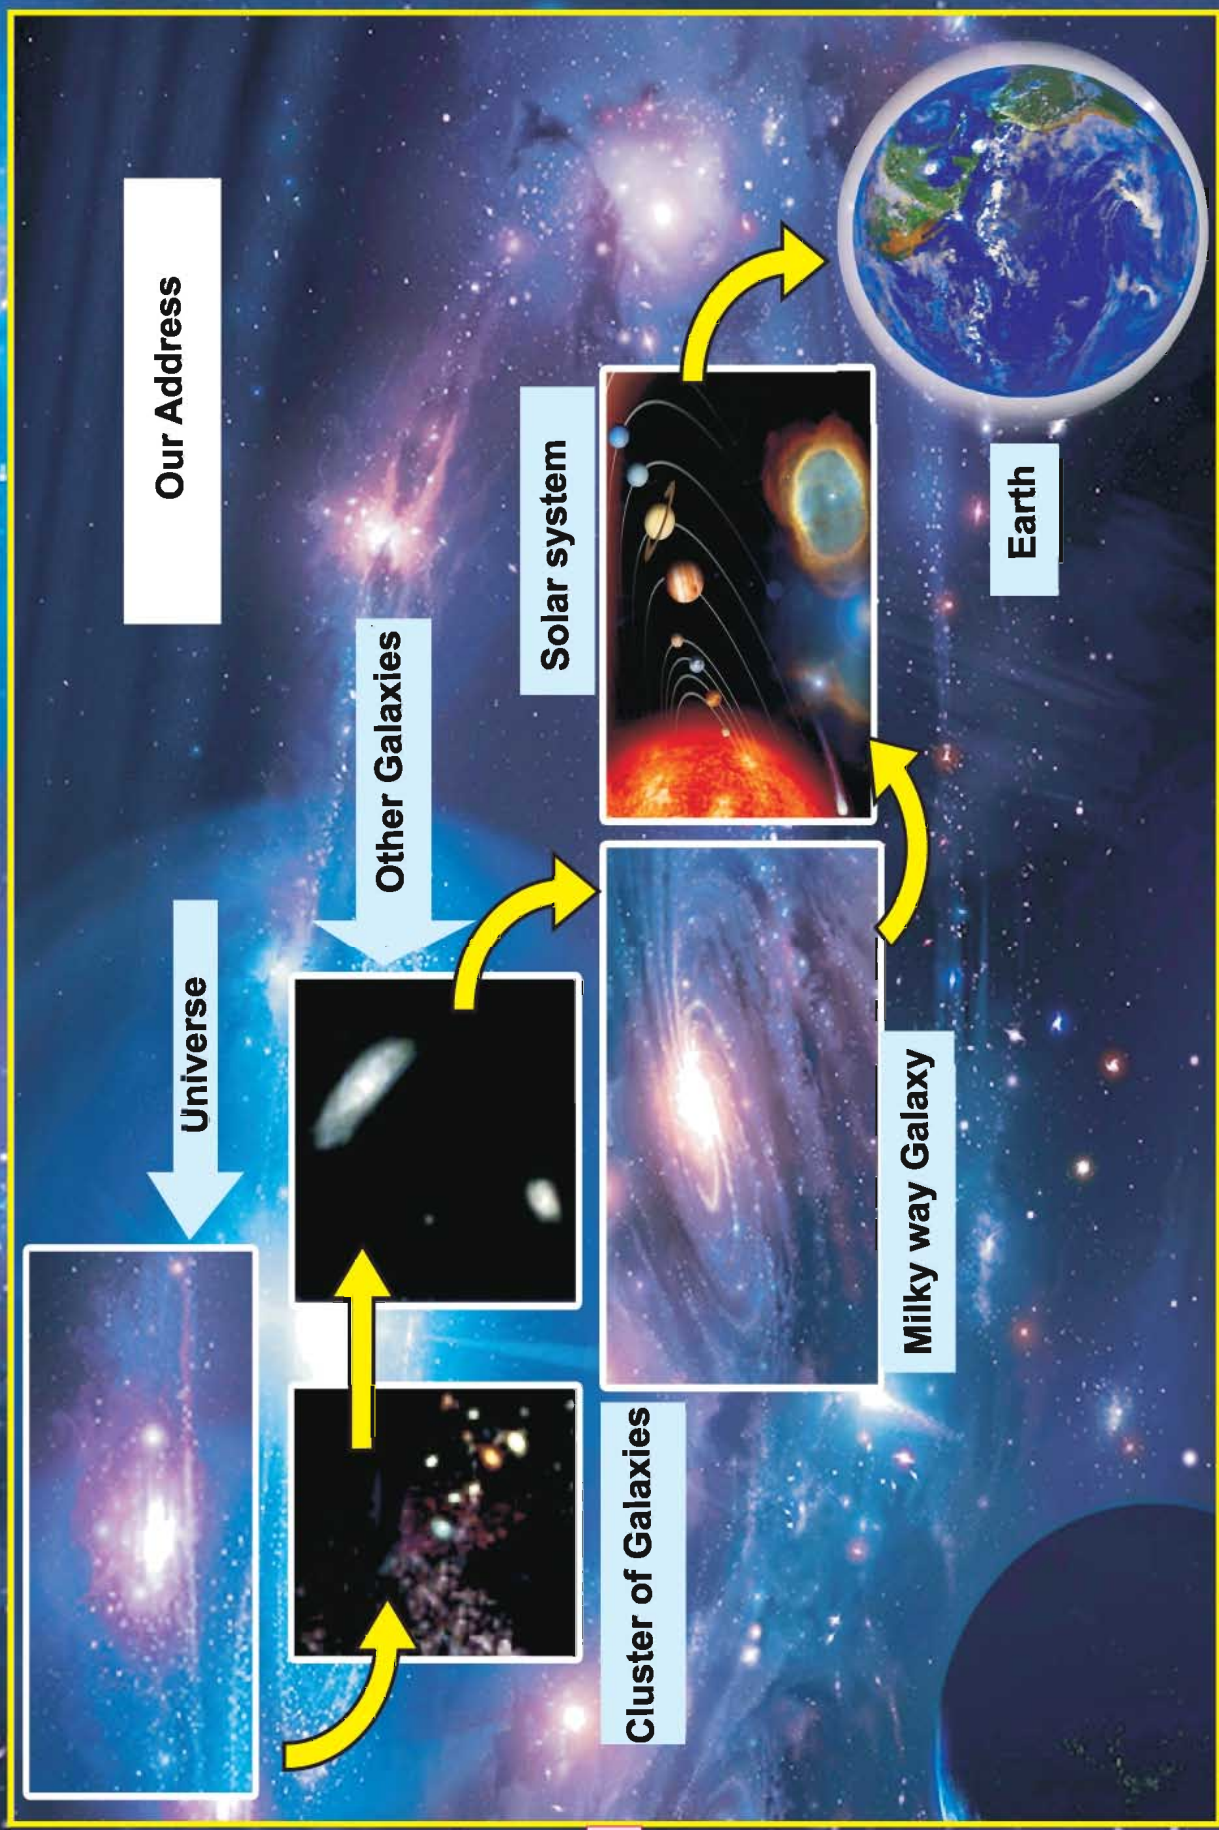 Our Address
Universe
Other Galaxies
Cluster of Galaxies
Solar system
Milky way Galaxy
Earth